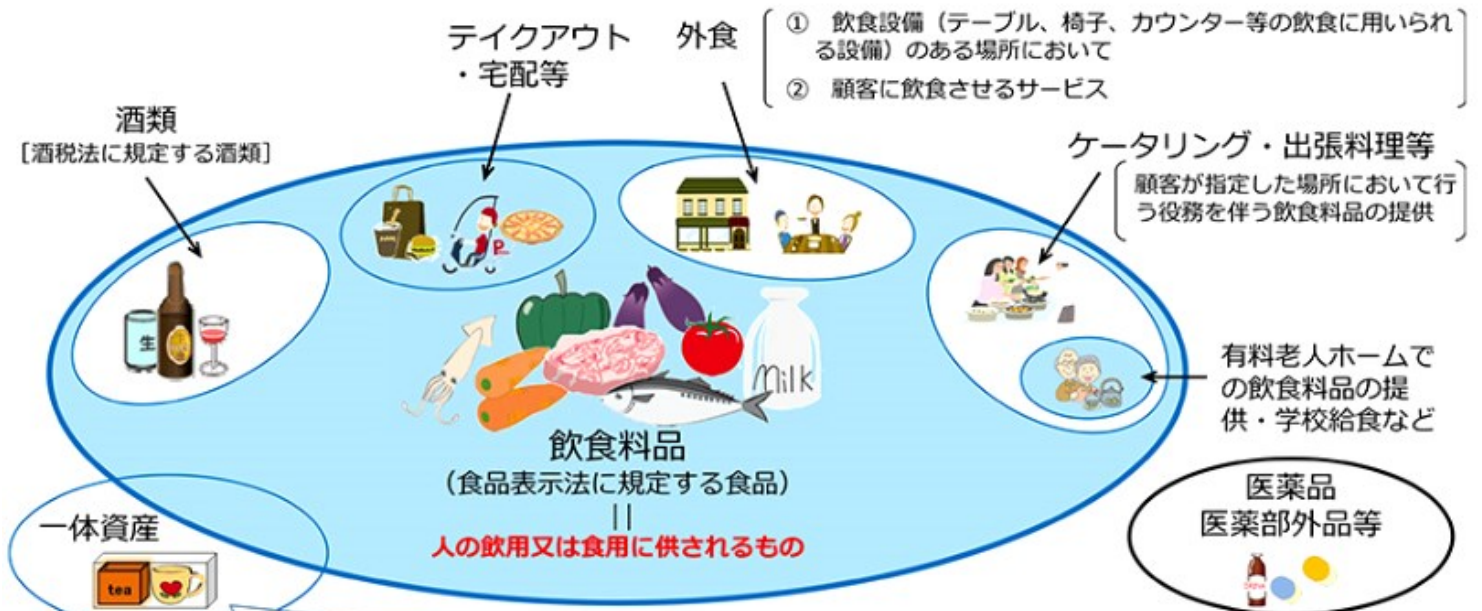 テイクアウト
・宅配等
外食
① 飲食設備(テーブル、椅子、カウンター等の飲食に用いられ
る設備)のある場所において
② 顧客に飲食させるサービス
酒類
[酒税法に規定する酒類]
ケータリング・出張料理等
顧客が指定した場所において行
う役務を伴う飲食料品の提供
生
P
Milk
有料老人ホームで
の飲食料品の提
供・学校給食など
飲食料品
(食品表示法に規定する食品)
||
人の飲用又は食用に供されるもの
一体資産
tea
医薬品
医薬部外品等